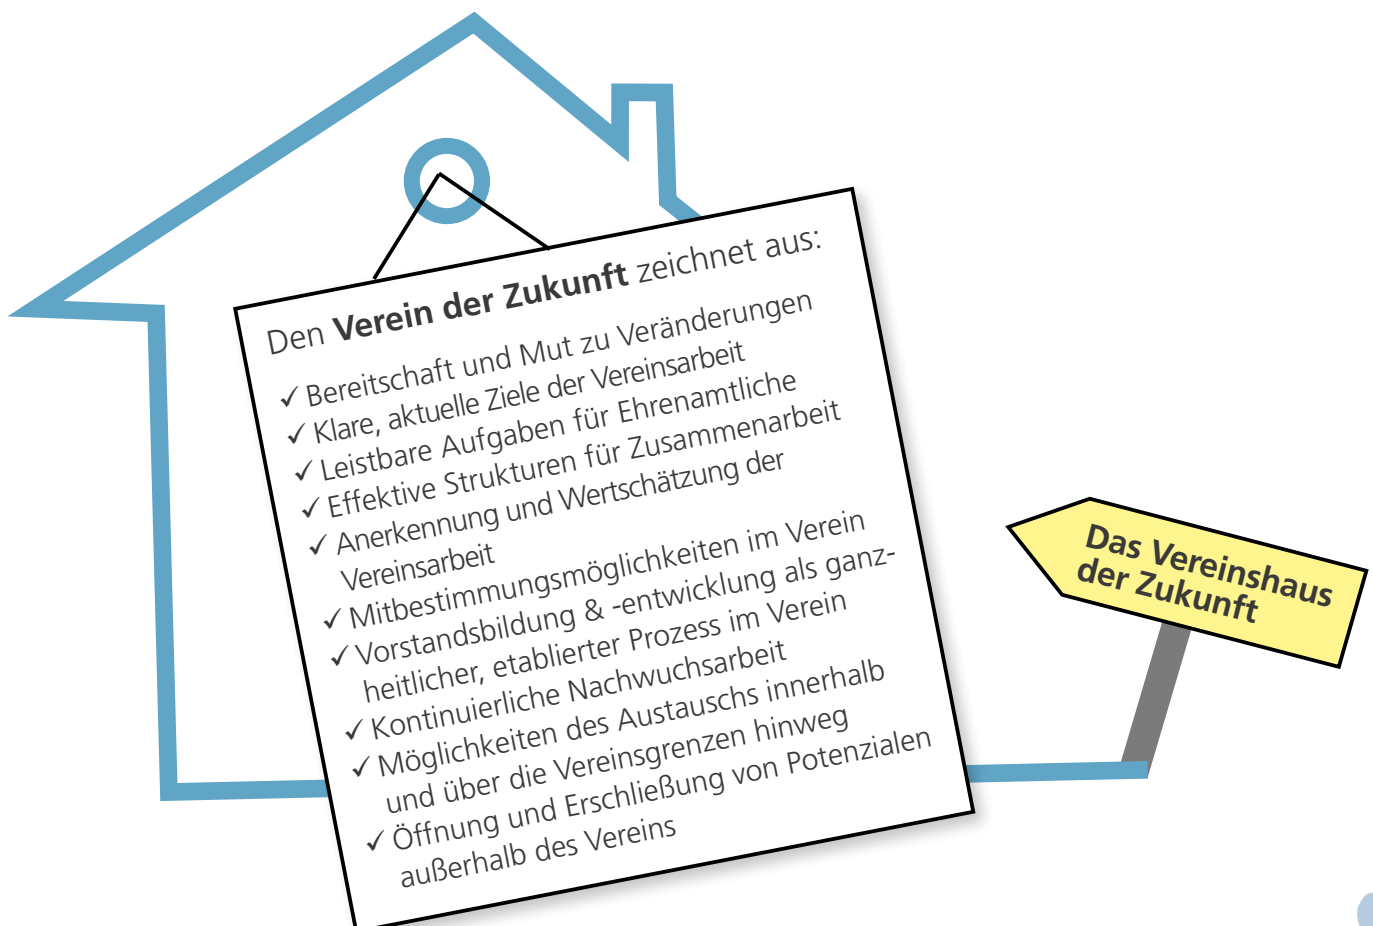 Den Verein der Zukunft zeichnet aus:
✓ Bereitschaft und Mut zu Veränderungen
✓ Klare, aktuelle Ziele der Vereinsarbeit
✓ Leistbare Aufgaben für Ehrenamtliche
✓ Effektive Strukturen für Zusammenarbeit
✓ Anerkennung und Wertschätzung der
Vereinsarbeit
✓ Mitbestimmungsmöglichkeiten im Verein
✓ Vorstandsbildung & -entwicklung als ganz-
heitlicher, etablierter Prozess im Verein
✓ Kontinuierliche Nachwuchsarbeit
✓ Möglichkeiten des Austauschs innerhalb
und über die Vereinsgrenzen hinweg
✓ Öffnung und Erschließung von Potenzialen
außerhalb des Vereins
Das Vereinshaus
der Zukunft